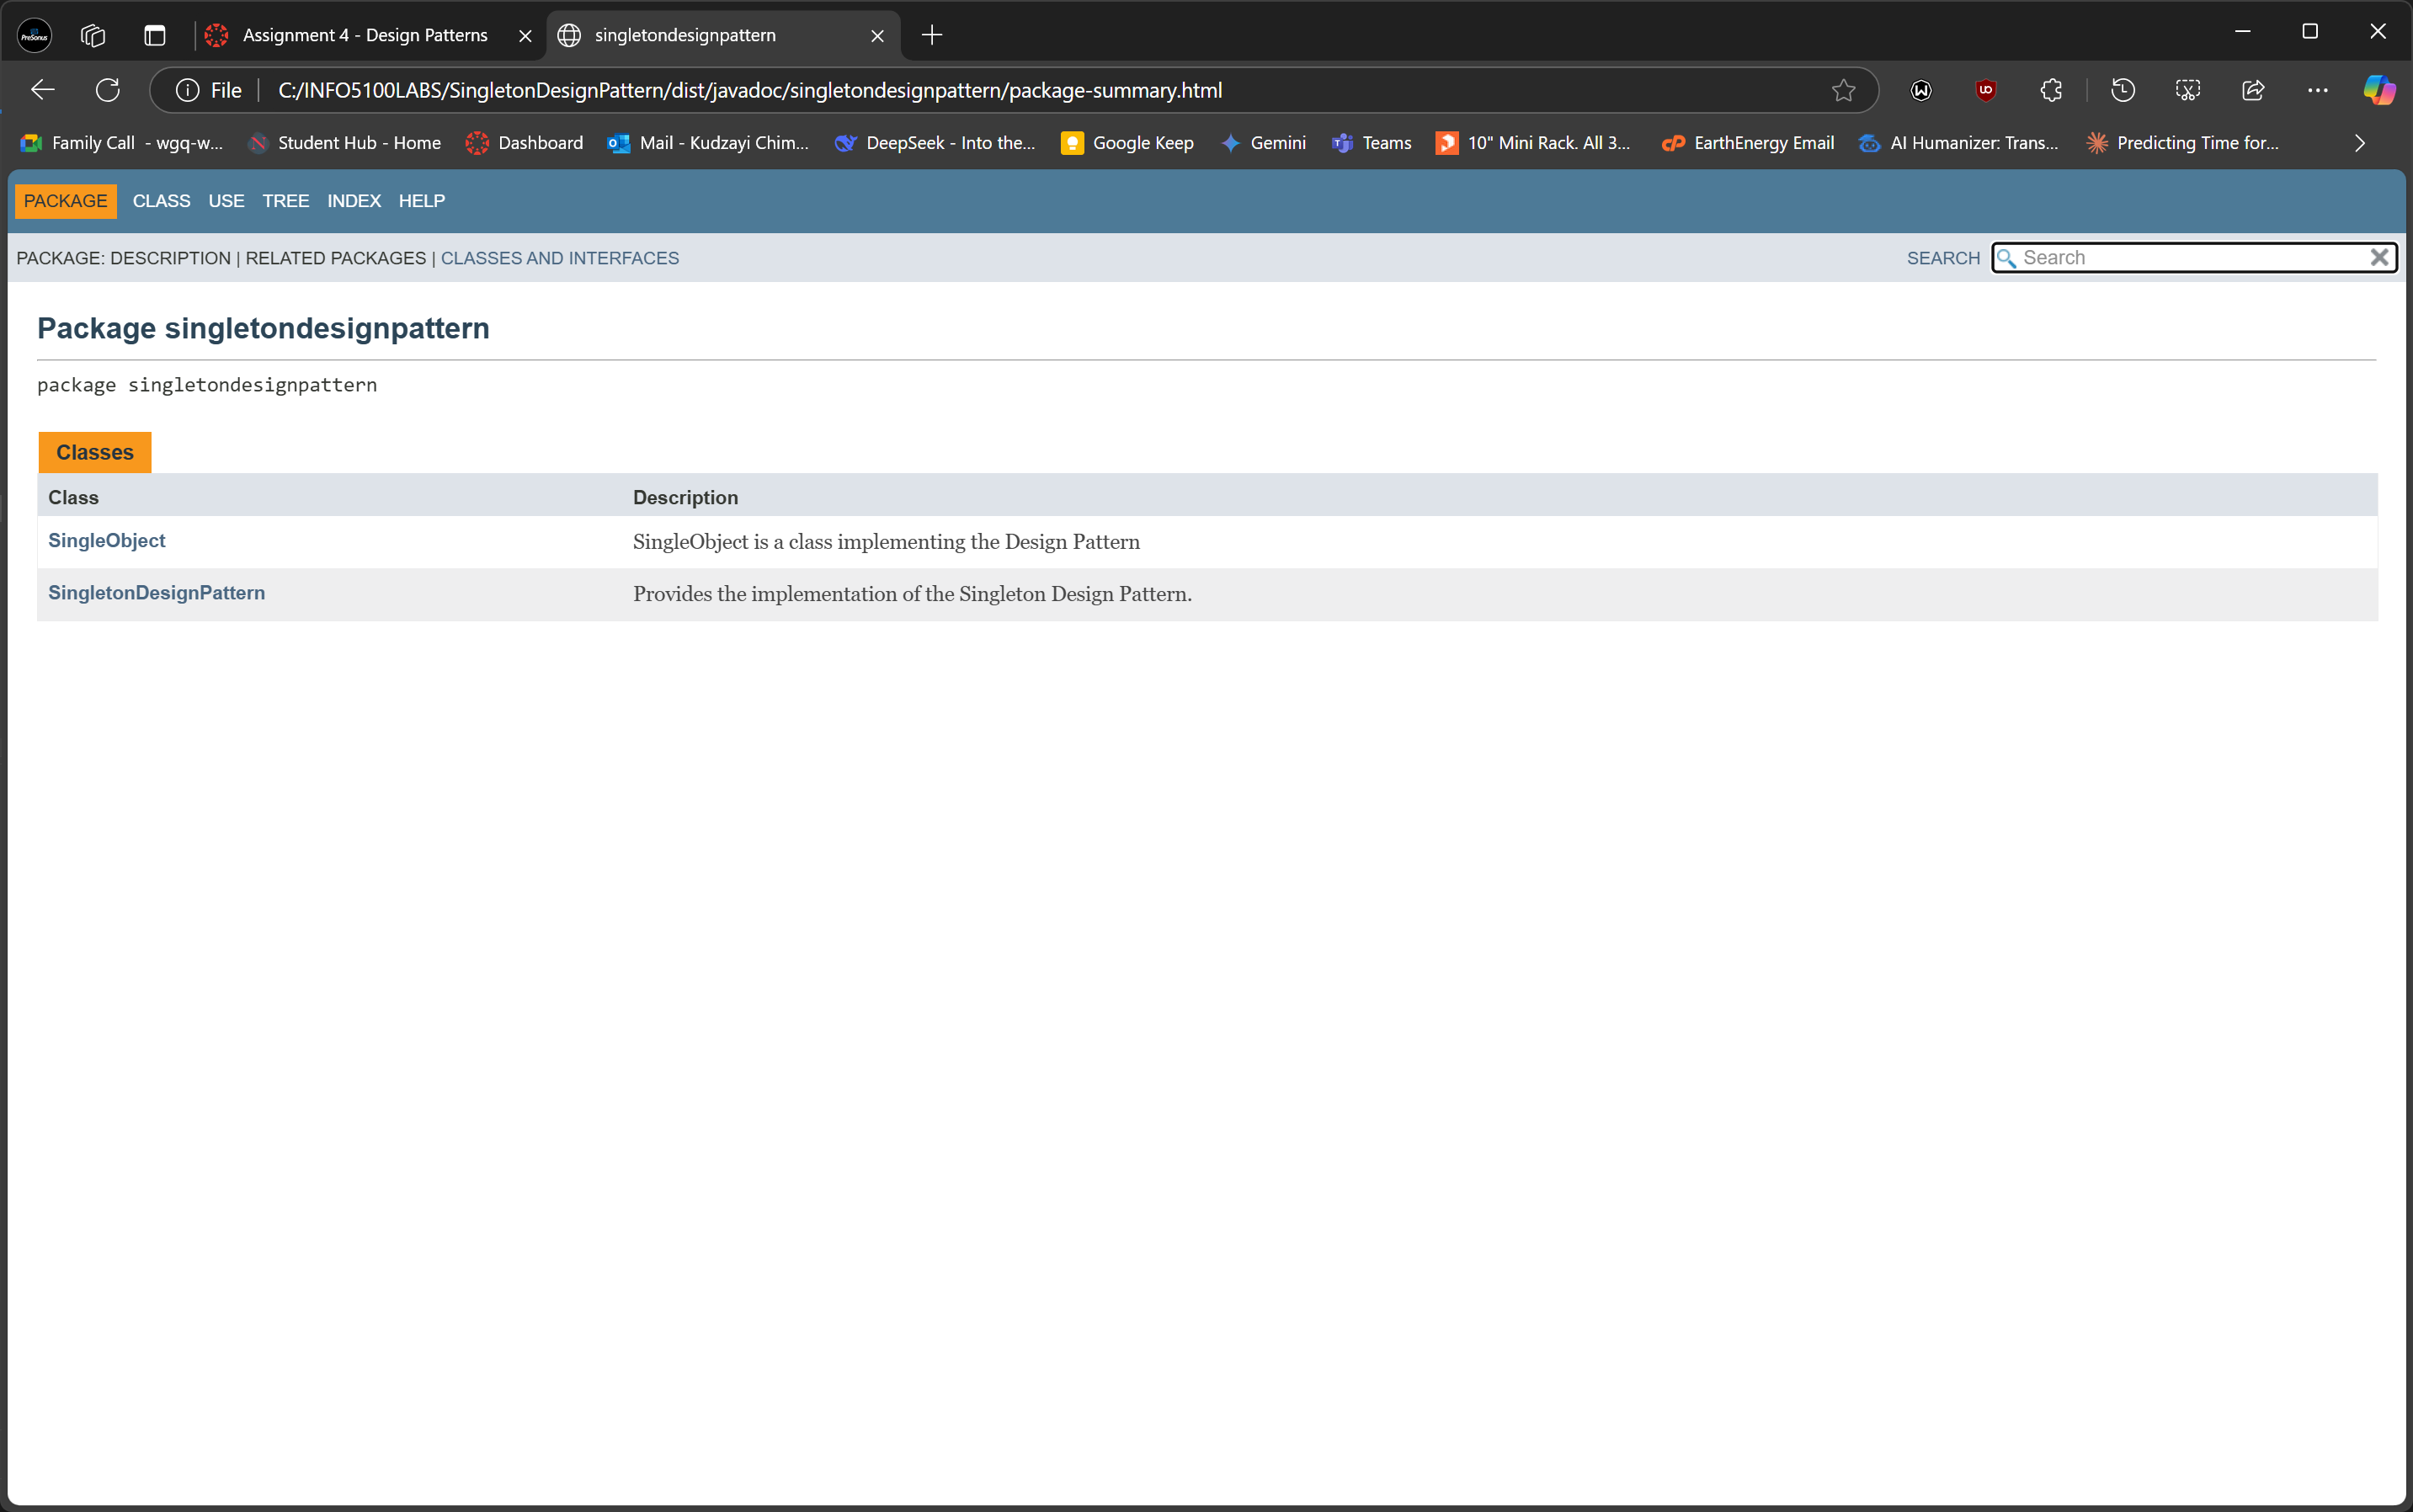 PreSonus
Assignment 4 - Design Patterns
singletondesignpattern
File
C:/INFO5100LABS/SingletonDesignPattern/dist/javadoc/singletondesignpattern/package-summary.html
Family Call - wgq-w...
Student Hub - Home
Dashboard
Mail - Kudzayi Chim...
DeepSeek - Into the...
Google Keep
Gemini
Teams
10" Mini Rack. All 3...
EarthEnergy Email
AI Humanizer: Trans...
Predicting Time for...
PACKAGE CLASS USE TREE INDEX HELP
PACKAGE: DESCRIPTION | RELATED PACKAGES | CLASSES AND INTERFACES
SEARCH
Search
Package singletondesignpattern
package singletondesignpattern
Classes
Class Description
SingleObject SingleObject is a class implementing the Design Pattern
SingletonDesignPattern Provides the implementation of the Singleton Design Pattern.